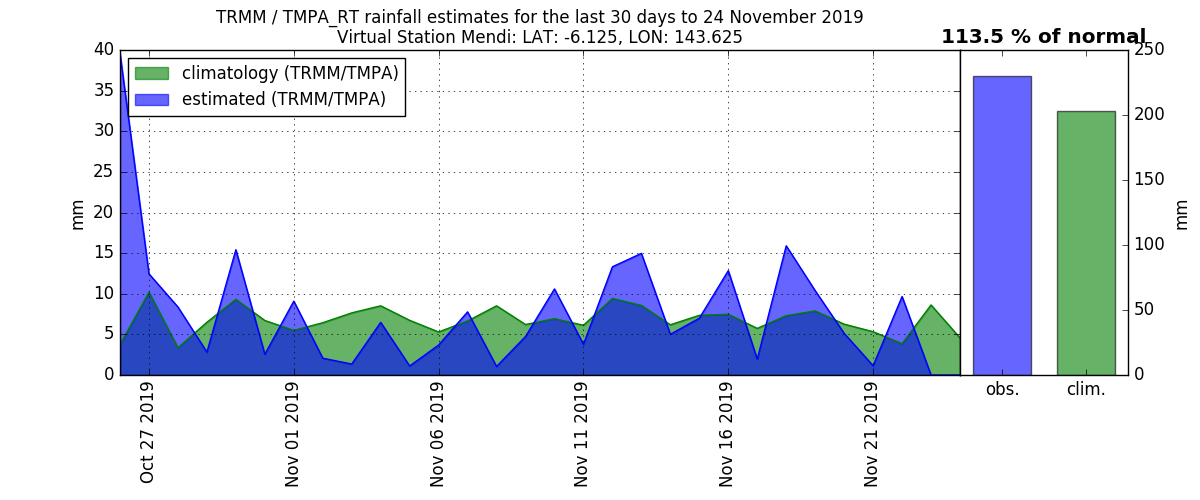 TRMM / TMPA_RT rainfall estimates for the last 30 days to 24 November 2019
Virtual Station Mendi: LAT: -6.125, LON: 143.625
113.5 % of normal
climatology (TRMM/TMPA)
estimated (TRMM/TMPA)
40
35
30
25
20
15
10
5
0
mm
Oct 27 2019
Nov 01 2019
Nov 06 2019
Nov 11 2019
Nov 16 2019
Nov 21 2019
250
200
150
100
50
0
mm
obs.
clim.